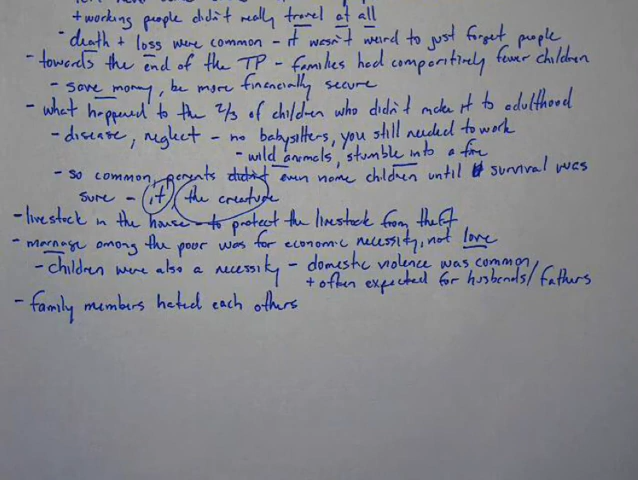 + working people didn't really travel at all
- death + loss were common - it wasn't weird to just forget people
- towards the end of the TP - families had comparitively fewer children
- save money, be more financially secure
- what happened to the 2/3 of children who didn't make it to adulthood
- disease, neglect - no babysitters, you still needed to work
- wild animals, stumble into a fire
- so common, parents didn't even name children until survival was
sure - "it", the creature
- livestock in the house - to protect the livestock from theft
- marriage among the poor was for economic necessity, not love
- children were also a necessity - domestic violence was common
+ often expected for husbands/fathers
- family members hated each others